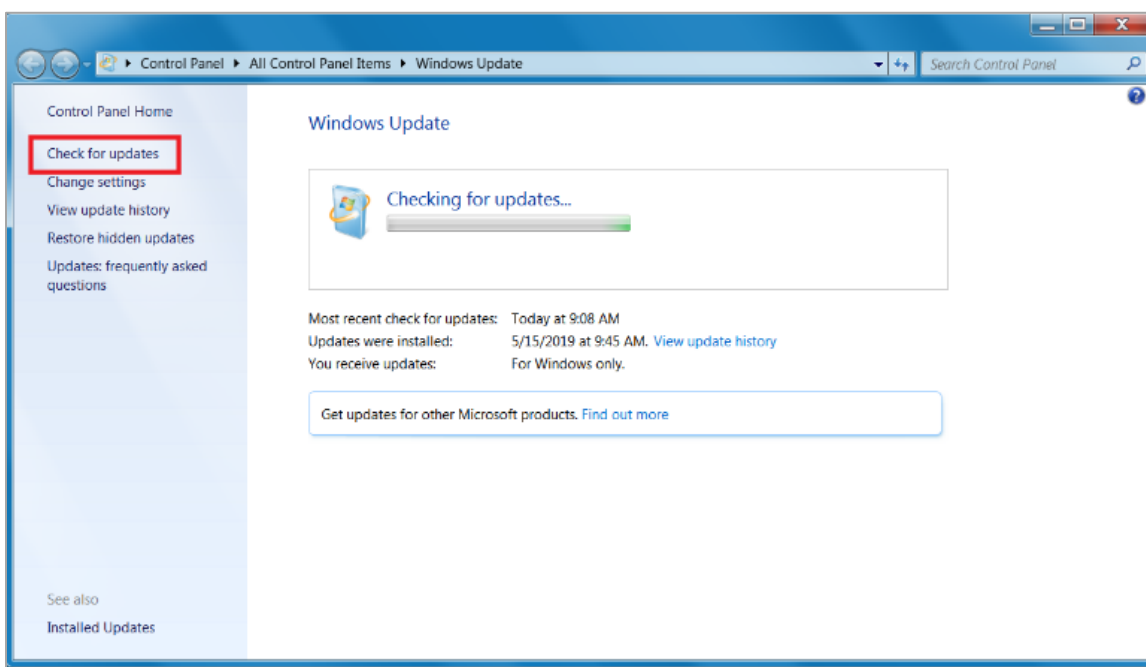 Control Panel ▸ All Control Panel Items ▸ Windows Update
Search Control Panel
Control Panel Home
Check for updates
Change settings
View update history
Restore hidden updates
Updates: frequently asked
questions
See also
Installed Updates
Windows Update
Checking for updates...
Most recent check for updates: Today at 9:08 AM
Updates were installed: 5/15/2019 at 9:45 AM. View update history
You receive updates: For Windows only.
Get updates for other Microsoft products. Find out more